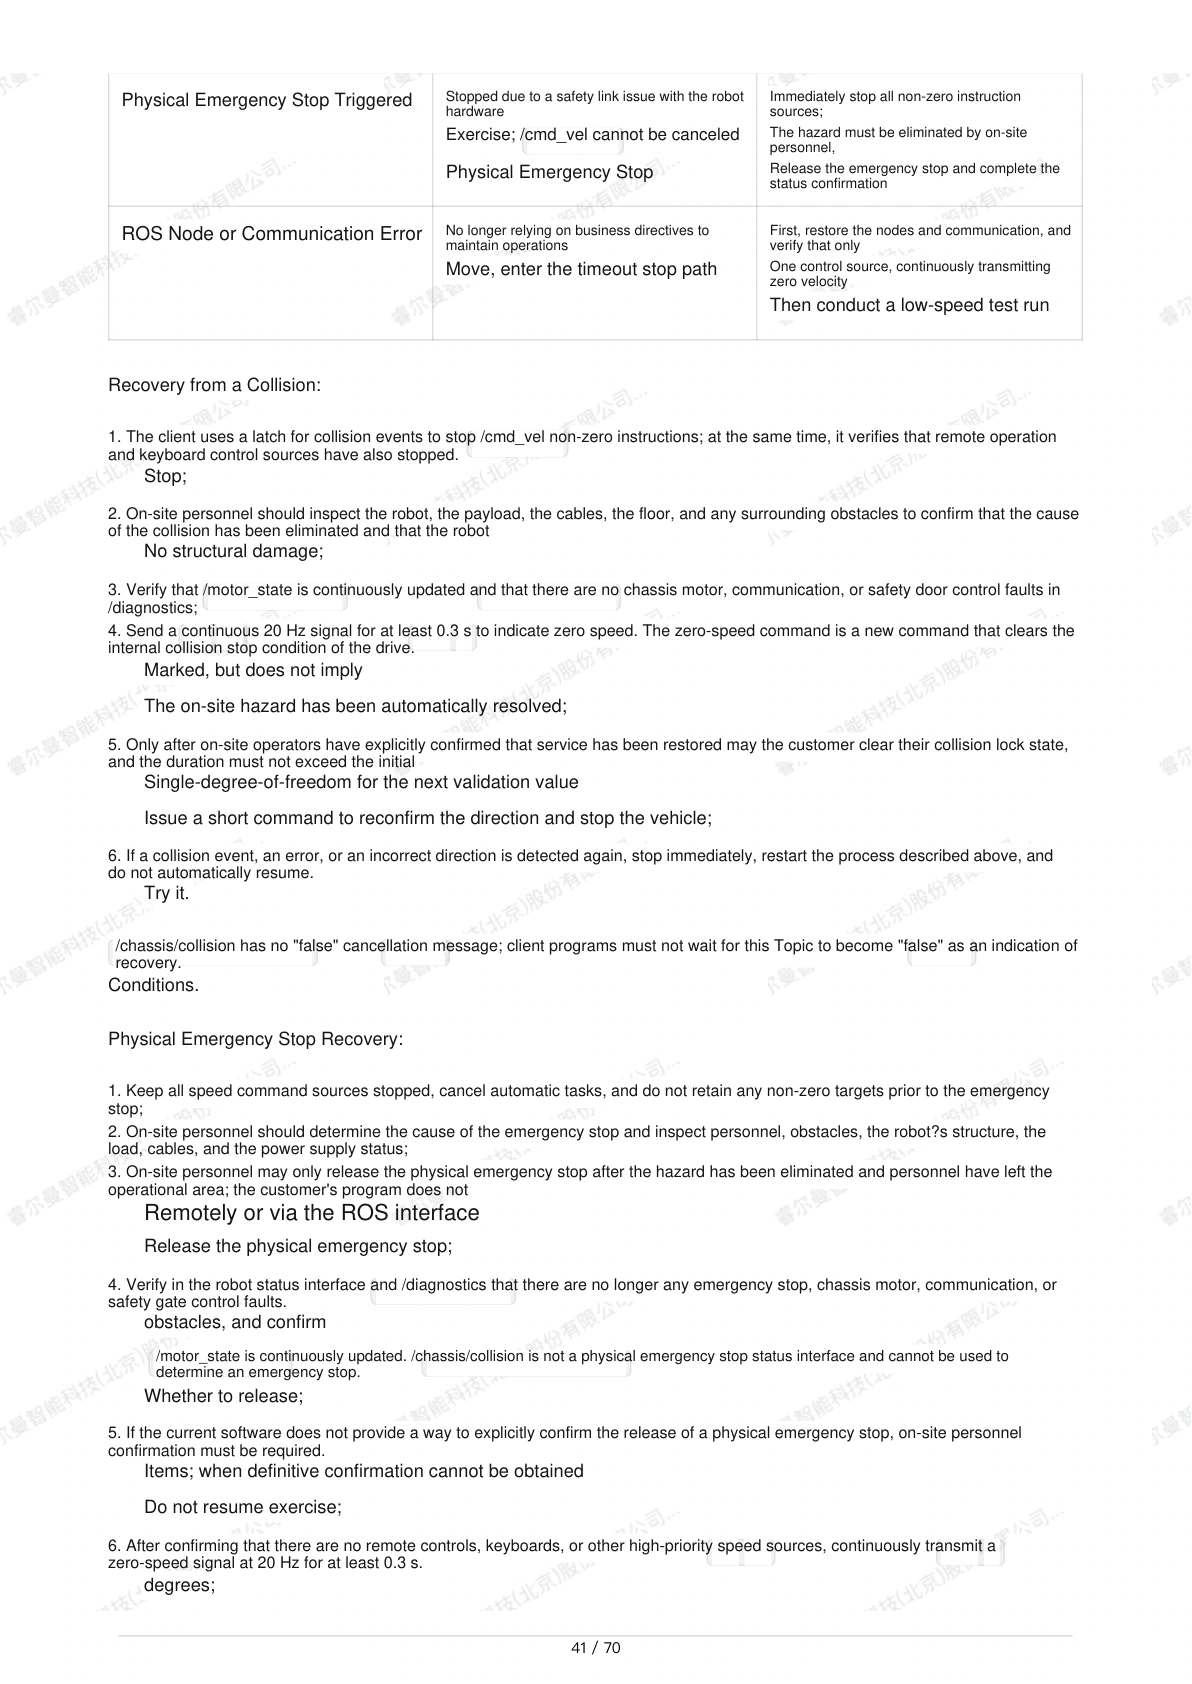 Physical Emergency Stop Triggered
Stopped due to a safety link issue with the robot
hardware
Exercise; /cmd_vel cannot be canceled
Physical Emergency Stop
Immediately stop all non-zero instruction
sources;
The hazard must be eliminated by on-site
personnel,
Release the emergency stop and complete the
status confirmation
ROS Node or Communication Error
No longer relying on business directives to
maintain operations
Move, enter the timeout stop path
First, restore the nodes and communication, and
verify that only
One control source, continuously transmitting
zero velocity
Then conduct a low-speed test run
Recovery from a Collision:
1. The client uses a latch for collision events to stop /cmd_vel non-zero instructions; at the same time, it verifies that remote operation
and keyboard control sources have also stopped.
Stop;
2. On-site personnel should inspect the robot, the payload, the cables, the floor, and any surrounding obstacles to confirm that the cause
of the collision has been eliminated and that the robot
No structural damage;
3. Verify that /motor_state is continuously updated and that there are no chassis motor, communication, or safety door control faults in
/diagnostics;
4. Send a continuous 20 Hz signal for at least 0.3 s to indicate zero speed. The zero-speed command is a new command that clears the
internal collision stop condition of the drive.
Marked, but does not imply
The on-site hazard has been automatically resolved;
5. Only after on-site operators have explicitly confirmed that service has been restored may the customer clear their collision lock state,
and the duration must not exceed the initial
Single-degree-of-freedom for the next validation value
Issue a short command to reconfirm the direction and stop the vehicle;
6. If a collision event, an error, or an incorrect direction is detected again, stop immediately, restart the process described above, and
do not automatically resume.
Try it.
/chassis/collision has no "false" cancellation message; client programs must not wait for this Topic to become "false" as an indication of
recovery.
Conditions.
Physical Emergency Stop Recovery:
1. Keep all speed command sources stopped, cancel automatic tasks, and do not retain any non-zero targets prior to the emergency
stop;
2. On-site personnel should determine the cause of the emergency stop and inspect personnel, obstacles, the robot?s structure, the
load, cables, and the power supply status;
3. On-site personnel may only release the physical emergency stop after the hazard has been eliminated and personnel have left the
operational area; the customer's program does not
Remotely or via the ROS interface
Release the physical emergency stop;
4. Verify in the robot status interface and /diagnostics that there are no longer any emergency stop, chassis motor, communication, or
safety gate control faults.
obstacles, and confirm
/motor_state is continuously updated. /chassis/collision is not a physical emergency stop status interface and cannot be used to
determine an emergency stop.
Whether to release;
5. If the current software does not provide a way to explicitly confirm the release of a physical emergency stop, on-site personnel
confirmation must be required.
Items; when definitive confirmation cannot be obtained
Do not resume exercise;
6. After confirming that there are no remote controls, keyboards, or other high-priority speed sources, continuously transmit a
zero-speed signal at 20 Hz for at least 0.3 s.
degrees;
41 / 70